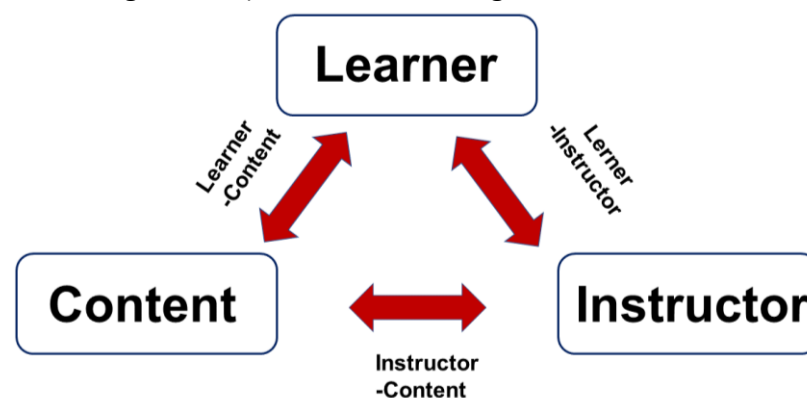 Learner
Learner
-Content
Lerner
-Instructor
Content
Instructor
Instructor
-Content